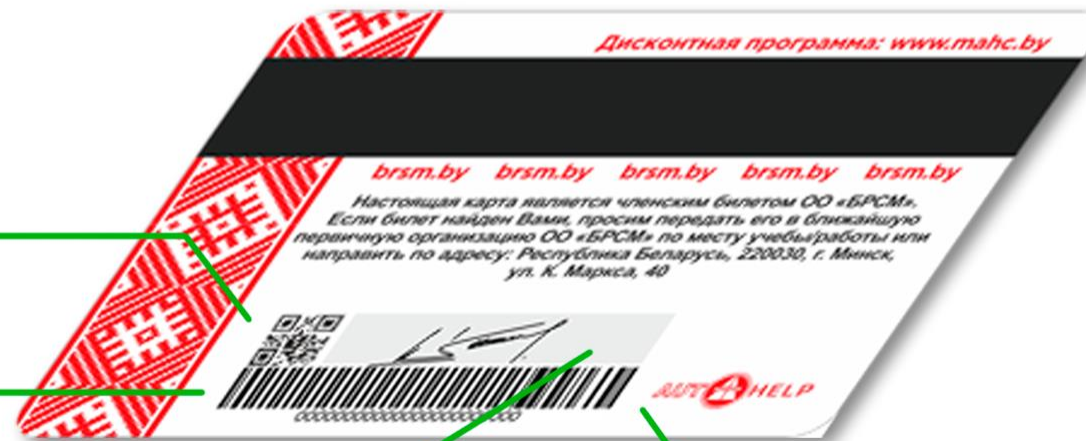 Дисконтная программа: www.mahc.by
brsm.by brsm.by brsm.by brsm.by brsm.by
Настоящая карта является членским билетом ОО «БРСМ».
Если билет найден Вами, просим передать его в ближайшую
первичную организацию ОО «БРСМ» по месту учебы/работы или
направить по адресу: Республика Беларусь, 220030, г. Минск,
ул. К. Маркса, 40
HELP